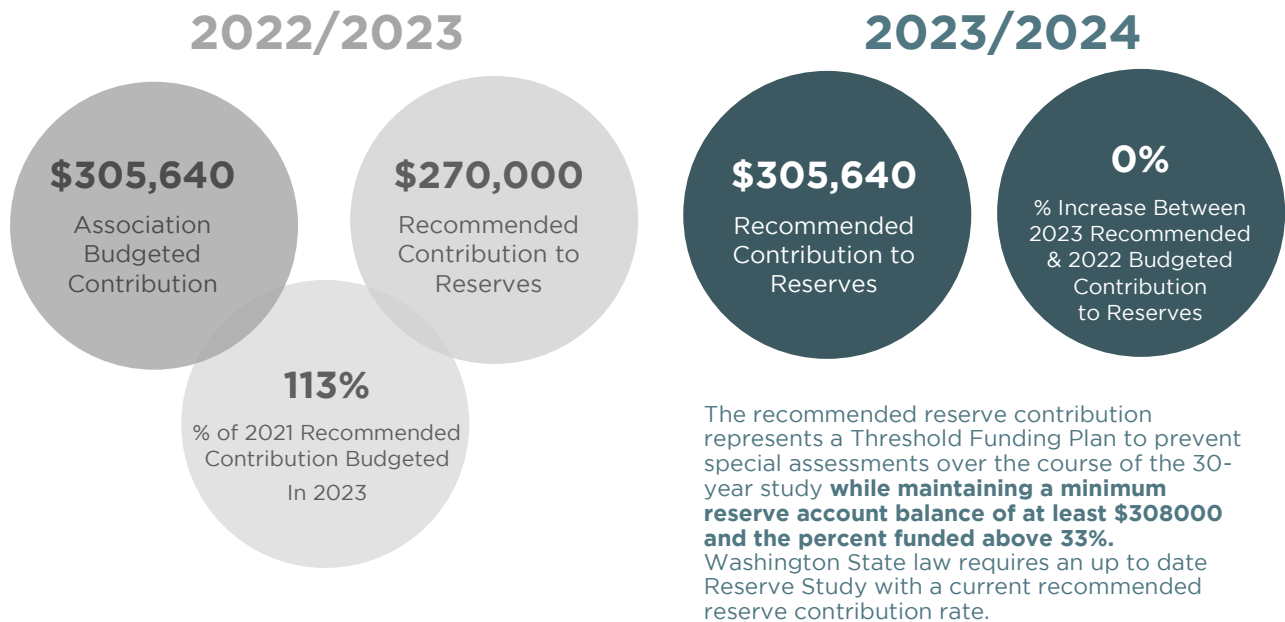 2022/2023
$305,640
Association
Budgeted
Contribution
$270,000
Recommended
Contribution to
Reserves
113%
% of 2021 Recommended
Contribution Budgeted
In 2023
2023/2024
$305,640
Recommended
Contribution to
Reserves
0%
% Increase Between
2023 Recommended
& 2022 Budgeted
Contribution
to Reserves
The recommended reserve contribution
represents a Threshold Funding Plan to prevent
special assessments over the course of the 30-
year study while maintaining a minimum
reserve account balance of at least $308000
and the percent funded above 33%.
Washington State law requires an up to date
Reserve Study with a current recommended
reserve contribution rate.